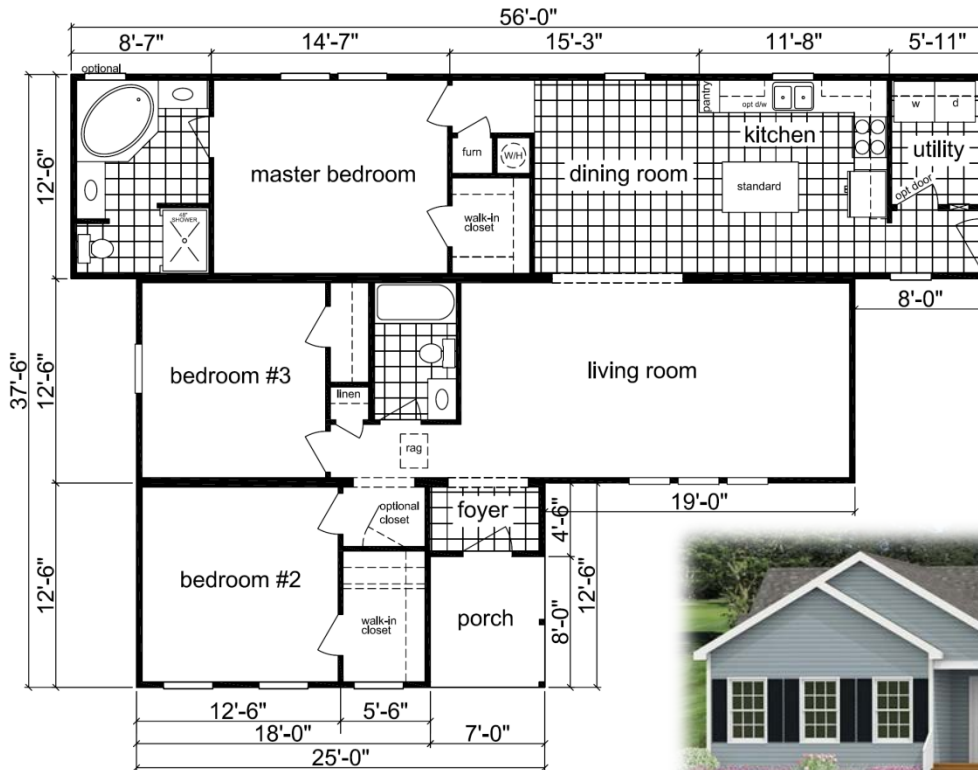 56'-0"
8'-7" 14'-7" 15'-3" 11'-8" 5'-11"
optional
pantry
opt d/w
w d
kitchen
furn
W/H
utility
12'-6"
master bedroom
dining room
standard
opt door
48"
SHOWER
walk-in
closet
8'-0"
37'-6"
12'-6"
bedroom #3
living room
linen
rag
19'-0"
optional
closet
foyer
4'-6"
12'-6"
bedroom #2
walk-in
closet
porch
8'-0"
12'-6"
12'-6" 5'-6"
18'-0" 7'-0"
25'-0"